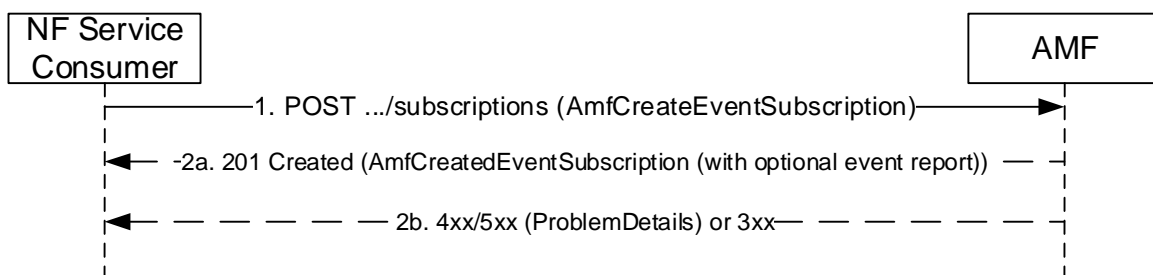 NF Service
Consumer
AMF
1. POST .../subscriptions (AmfCreateEventSubscription)
2a. 201 Created (AmfCreatedEventSubscription (with optional event report))
2b. 4xx/5xx (ProblemDetails) or 3xx